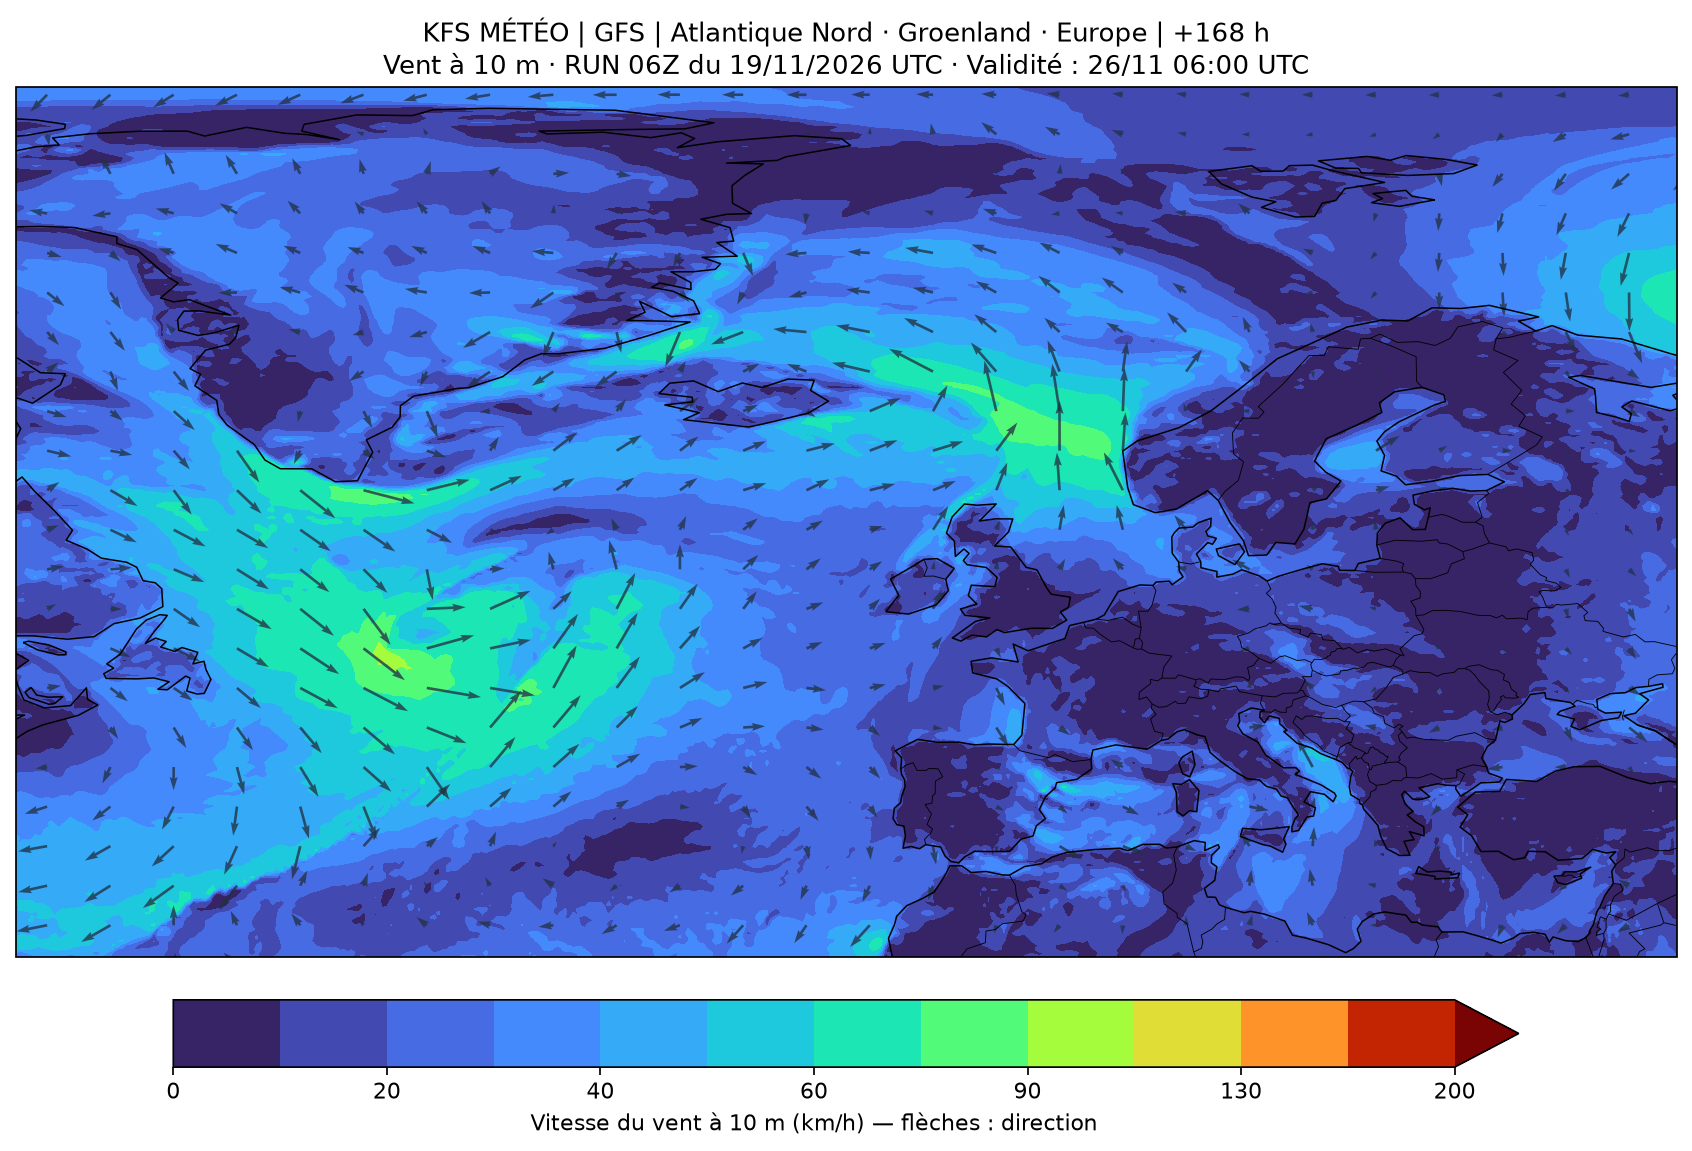 KFS MÉTÉO | GFS | Atlantique Nord · Groenland · Europe | +168 h
Vent à 10 m · RUN 06Z du 19/11/2026 UTC · Validité : 26/11 06:00 UTC
0 20 40 60 90 130 200
Vitesse du vent à 10 m (km/h) — flèches : direction